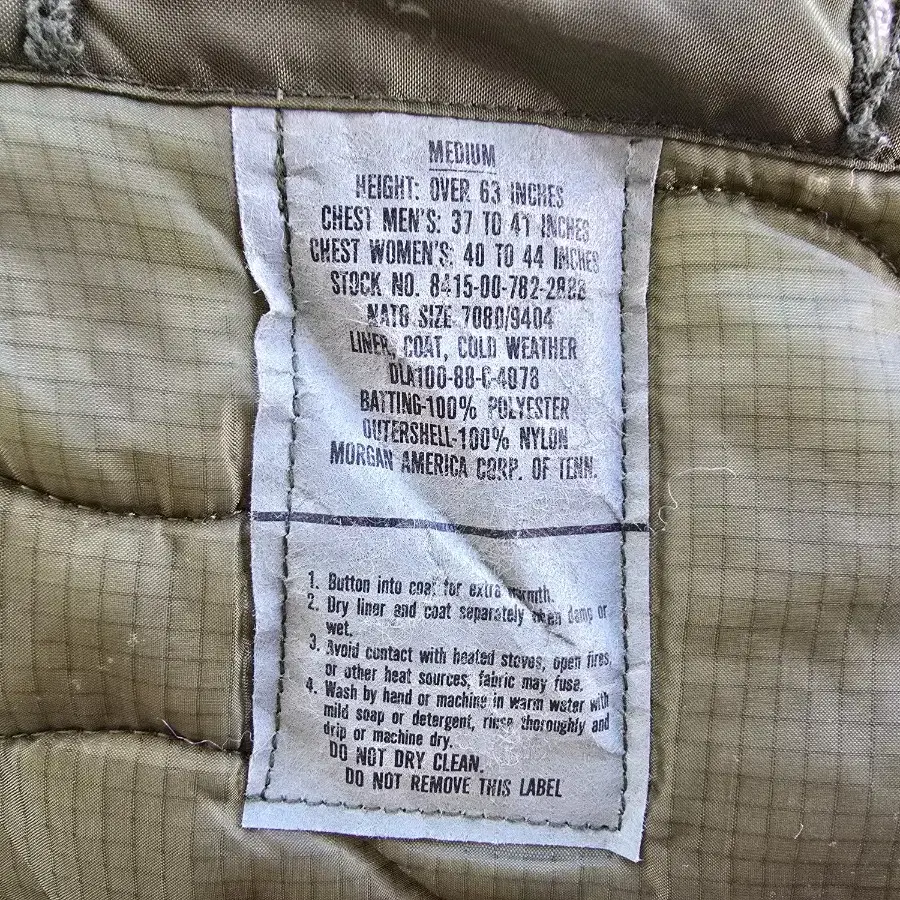 MEDIUM
HEIGHT: OVER 63 INCHES
CHEST MEN'S: 37 TO 41 INCHES
CHEST WOMEN'S: 40 TO 44 INCHES
STOCK NO. 8415-00-782-2888
NATO SIZE 7080/9404
LINER, COAT, COLD WEATHER
DLA100-88-C-4078
BATTING-100% POLYESTER
OUTERSHELL-100% NYLON
MORGAN AMERICA CORP. OF TENN.
1. Button into coat for extra warmth.
2. Dry liner and coat separately when damp or
wet.
3. Avoid contact with heated stoves, open fires,
or other heat sources, fabric may fuse.
4. Wash by hand or machine in warm water with
mild soap or detergent, rinse thoroughly and
drip or machine dry.
DO NOT DRY CLEAN.
DO NOT REMOVE THIS LABEL